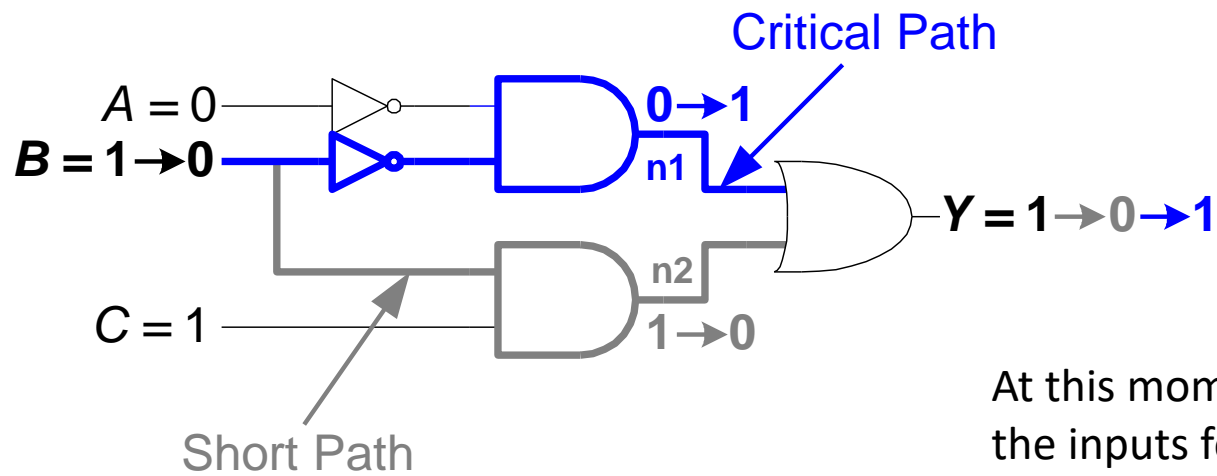 Critical Path
A = 0
0→1
B = 1→0
n1
Y = 1→0→1
n2
C = 1
1→0
At this mom
the inputs fo
Short Path